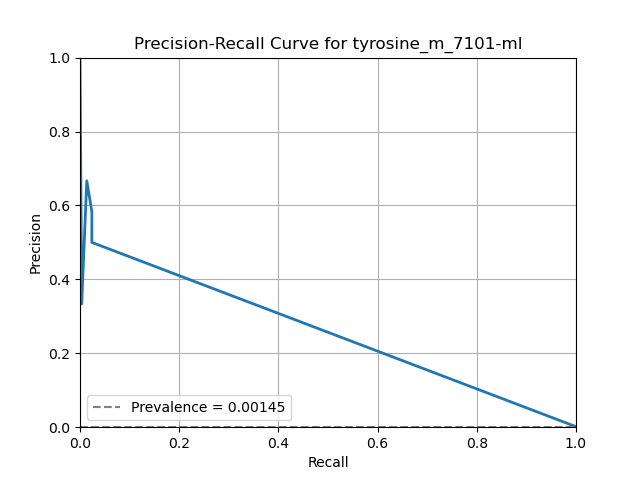 Precision-Recall Curve for tyrosine_m_7101-ml
1.0
0.8
0.6
0.4
0.2
0.0
Precision
Prevalence = 0.00145
0.0 0.2 0.4 0.6 0.8 1.0
Recall